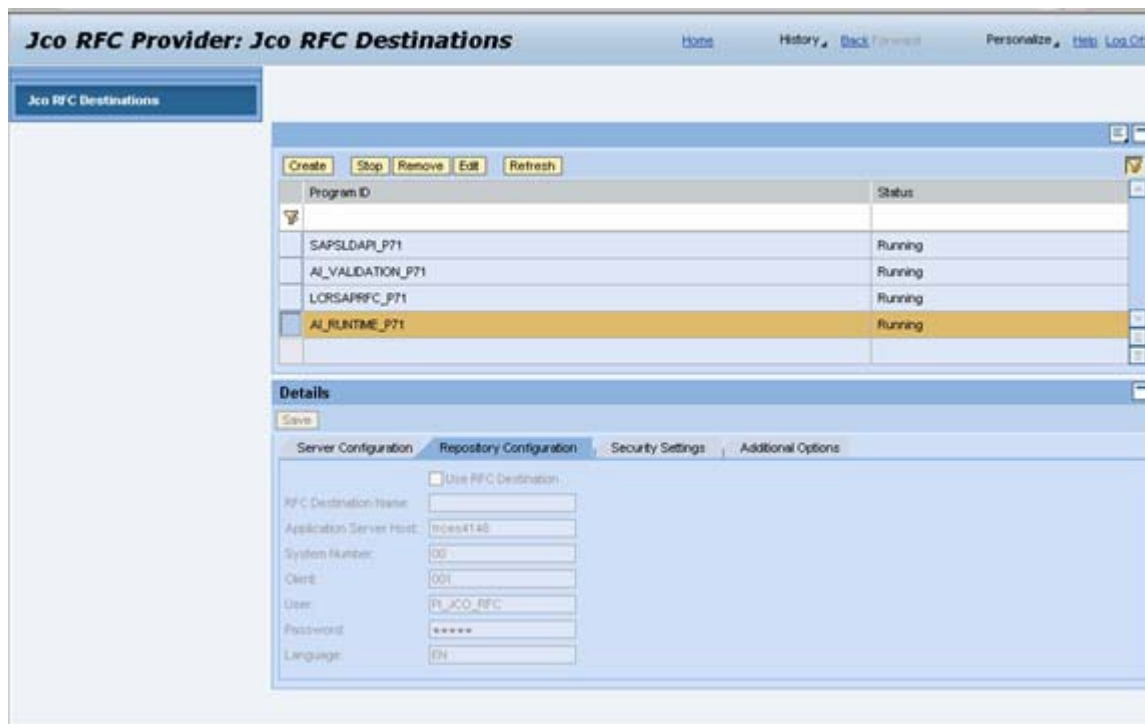 Jco RFC Provider: Jco RFC Destinations
Home History Back Forward Personalize Help Log
Jco RFC Destinations
Create Stop Remove Edit Refresh
Program ID Status
SAPSLDAPI_P71 Running
AI_VALIDATION_P71 Running
LCRSAPRFC_P71 Running
AI_RUNTIME_P71 Running
Details
Save
Server Configuration Repository Configuration Security Settings Additional Options
Use RFC Destination
RFC Destination Name:
Application Server Host:
System Number: 00
Client: 001
User: PI_JCO_RFC
Password: *****
Language: EN